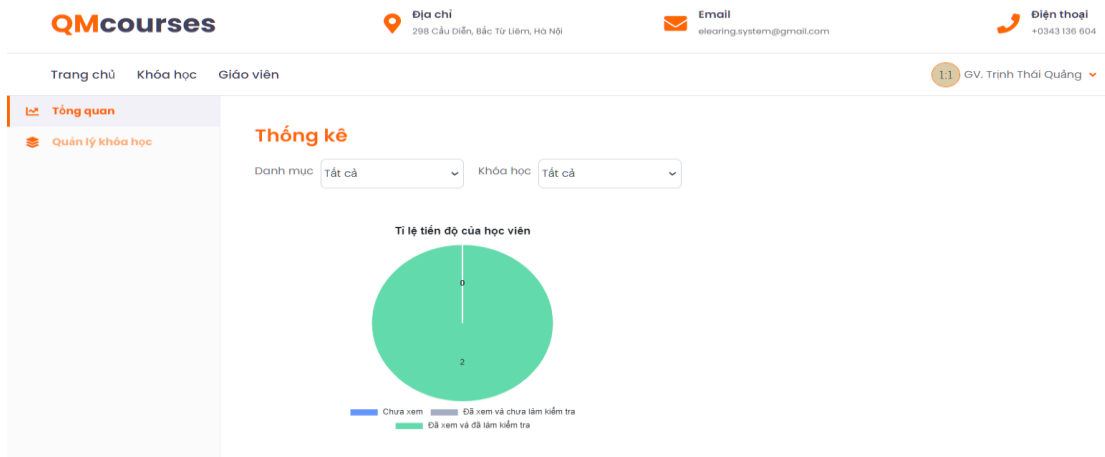 QMcourses
Địa chỉ
298 Cầu Diễn, Bắc Từ Liêm, Hà Nội
Email
elearing.system@gmail.com
Điện thoại
+0343 136 604
Trang chủ Khóa học Giáo viên
1:1 GV. Trịnh Thái Quảng
Tổng quan
Quản lý khóa học
Thống kê
Danh mục Tất cả Khóa học Tất cả
Tỉ lệ tiến độ của học viên
0
2
Chưa xem Đã xem và chưa làm kiểm tra
Đã xem và đã làm kiểm tra